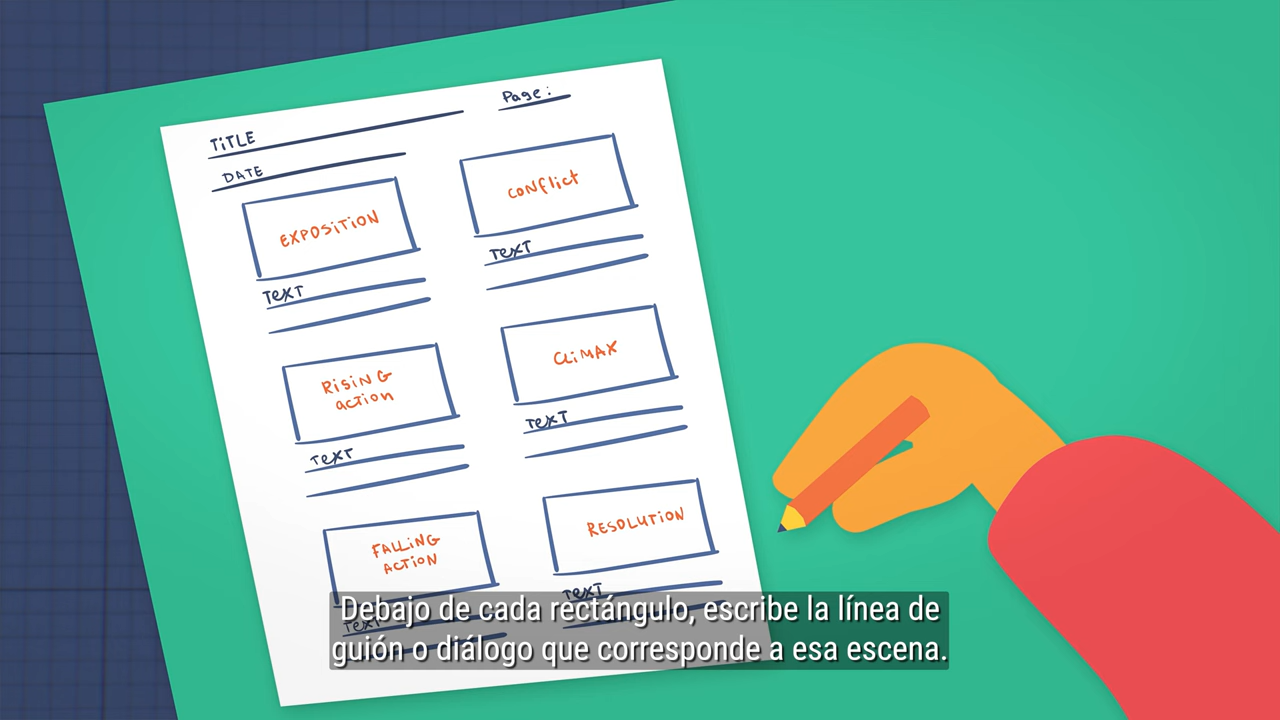 TITLE
Page:
DATE
EXPOSITION
CONFLICT
TEXT
TEXT
RISING
ACTION
CLIMAX
TEXT
TEXT
FALLING
ACTION
RESOLUTION
TEXT
TEXT
Debajo de cada rectángulo, escribe la línea de
guión o diálogo que corresponde a esa escena.